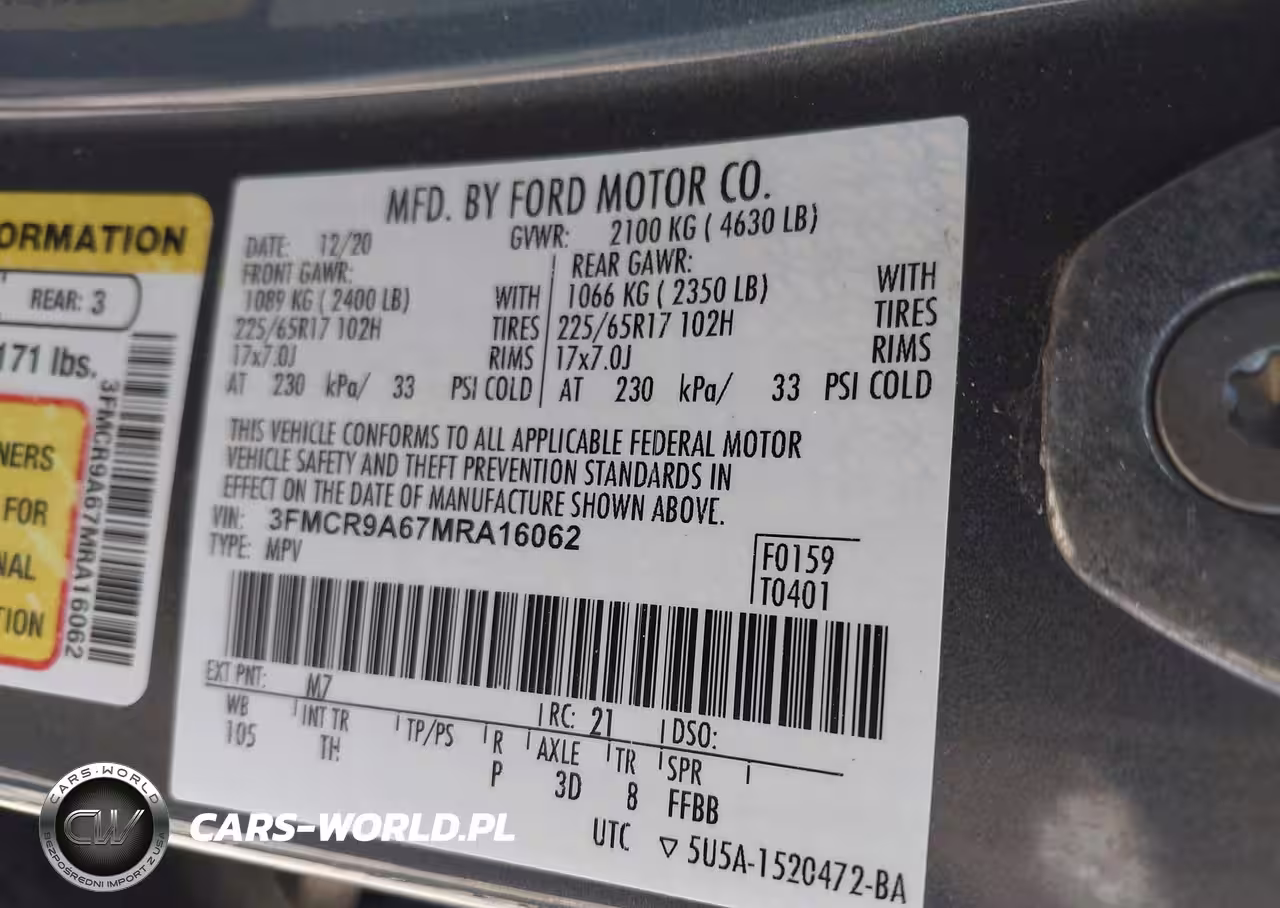 ORMATION
REAR: 3
171 lbs.
NERS
FOR
NAL
TION
3FMCR9A67MRA16062
MFD. BY FORD MOTOR CO.
DATE: 12/20 GVWR: 2100 KG ( 4630 LB)
FRONT GAWR: REAR GAWR:
1089 KG ( 2400 LB) WITH 1066 KG ( 2350 LB) WITH
225/65R17 102H TIRES 225/65R17 102H TIRES
17x7.0J RIMS 17x7.0J RIMS
AT 230 kPa/ 33 PSI COLD AT 230 kPa/ 33 PSI COLD
THIS VEHICLE CONFORMS TO ALL APPLICABLE FEDERAL MOTOR
VEHICLE SAFETY AND THEFT PREVENTION STANDARDS IN
EFFECT ON THE DATE OF MANUFACTURE SHOWN ABOVE.
VIN: 3FMCR9A67MRA16062
TYPE: MPV
F0159
T0401
EXT PNT: M7 RC: 21 DSO:
WB INT TR TP/PS R AXLE TR SPR
105 TH P 3D 8 FFBB
UTC ▽ 5U5A-1520472-BA
CARS-WORLD
CW
BEZPOŚREDNI IMPORT Z USA
CARS-WORLD.PL